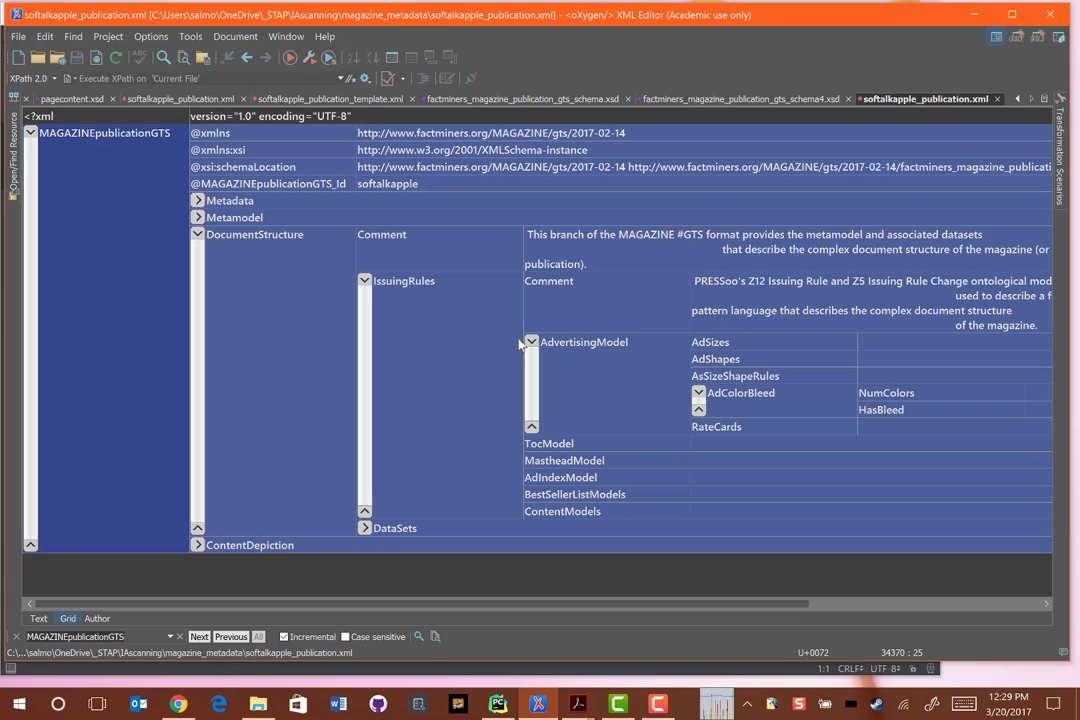 softalkapple_publication.xml [C:\Users\salmo\OneDrive\_STAP\IAscanning\magazine_metadata\softalkapple_publication.xml] - <oXygen/> XML Editor (Academic use only)
File Edit Find Project Options Tools Document Window Help
XPath 2.0 Execute XPath on 'Current File'
pagecontent.xsd softalkapple_publication.xml softalkapple_publication_template.xml factminers_magazine_publication_gts_schema.xsd factminers_magazine_publication_gts_schema4.xsd softalkapple_publication.xml
Open/Find Resource
Transformation Scenarios
<?xml version="1.0" encoding="UTF-8"
MAGAZINEpublicationGTS @xmlns http://www.factminers.org/MAGAZINE/gts/2017-02-14
@xmlns:xsi http://www.w3.org/2001/XMLSchema-instance
@xsi:schemaLocation http://www.factminers.org/MAGAZINE/gts/2017-02-14 http://www.factminers.org/MAGAZINE/gts/2017-02-14/factminers_magazine_publicati
@MAGAZINEpublicationGTS_Id softalkapple
Metadata
Metamodel
DocumentStructure Comment This branch of the MAGAZINE #GTS format provides the metamodel and associated datasets
that describe the complex document structure of the magazine (or
publication).
IssuingRules Comment PRESSoo's Z12 Issuing Rule and Z5 Issuing Rule Change ontological mod
used to describe a f
pattern language that describes the complex document structure
of the magazine.
AdvertisingModel AdSizes
AdShapes
AsSizeShapeRules
AdColorBleed NumColors
HasBleed
RateCards
TocModel
MastheadModel
AdIndexModel
BestSellerListModels
ContentModels
DataSets
ContentDepiction
Text Grid Author
MAGAZINEpublicationGTS Next Previous All Incremental Case sensitive
C:\...\salmo\OneDrive\_STAP\IAscanning\magazine_metadata\softalkapple_publication.xml U+0072 34370 : 25
1:1 CRLF UTF-8
12:29 PM
3/20/2017